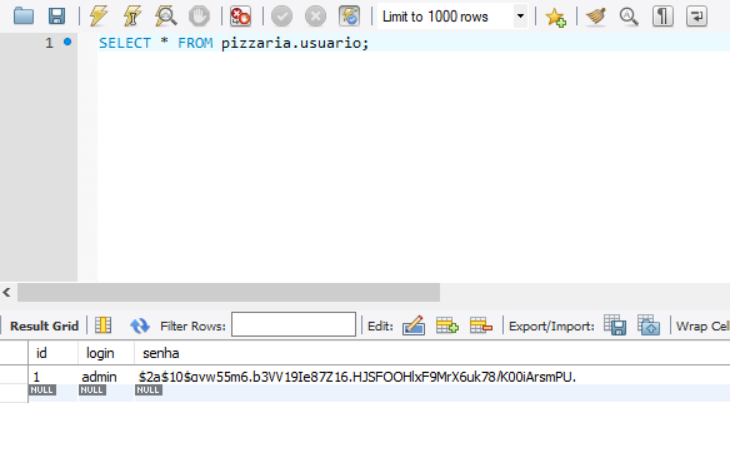 Limit to 1000 rows
1 SELECT * FROM pizzaria.usuario;
Result Grid Filter Rows: Edit: Export/Import: Wrap Cel
id login senha
1 admin $2a$10$qvw55m6.b3VV19Ie87Z16.HJSFOOHlxF9MrX6uk78/K00iArsmPU.
NULL NULL NULL